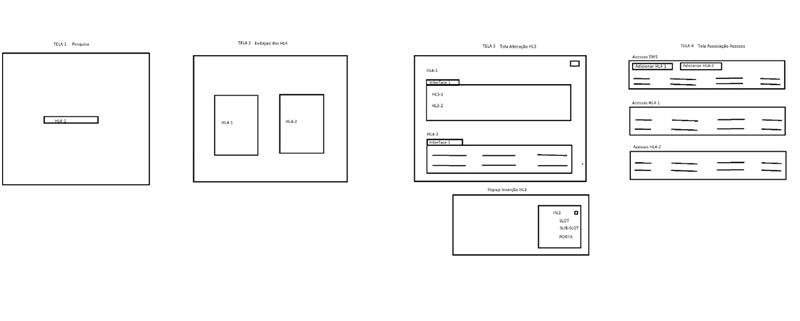 TELA 1 Pesquisa
HL4-1
TELA 2 Exibiçao dos HL4
HL4-1
HL4-2
TELA 3 Tela Alteração HL3
HL4-1
Interface 1
HL3-1
HL3-2
HL4-2
Interface 1
Popup Inserção HL3
HL3
SLOT
SUB-SLOT
PORTA
TELA 4 Tela Associação Acessos
Acessos TMS
Adicionar HL4-1
Adicionar HL4-2
Acessos HL4-1
Acessos HL4-2